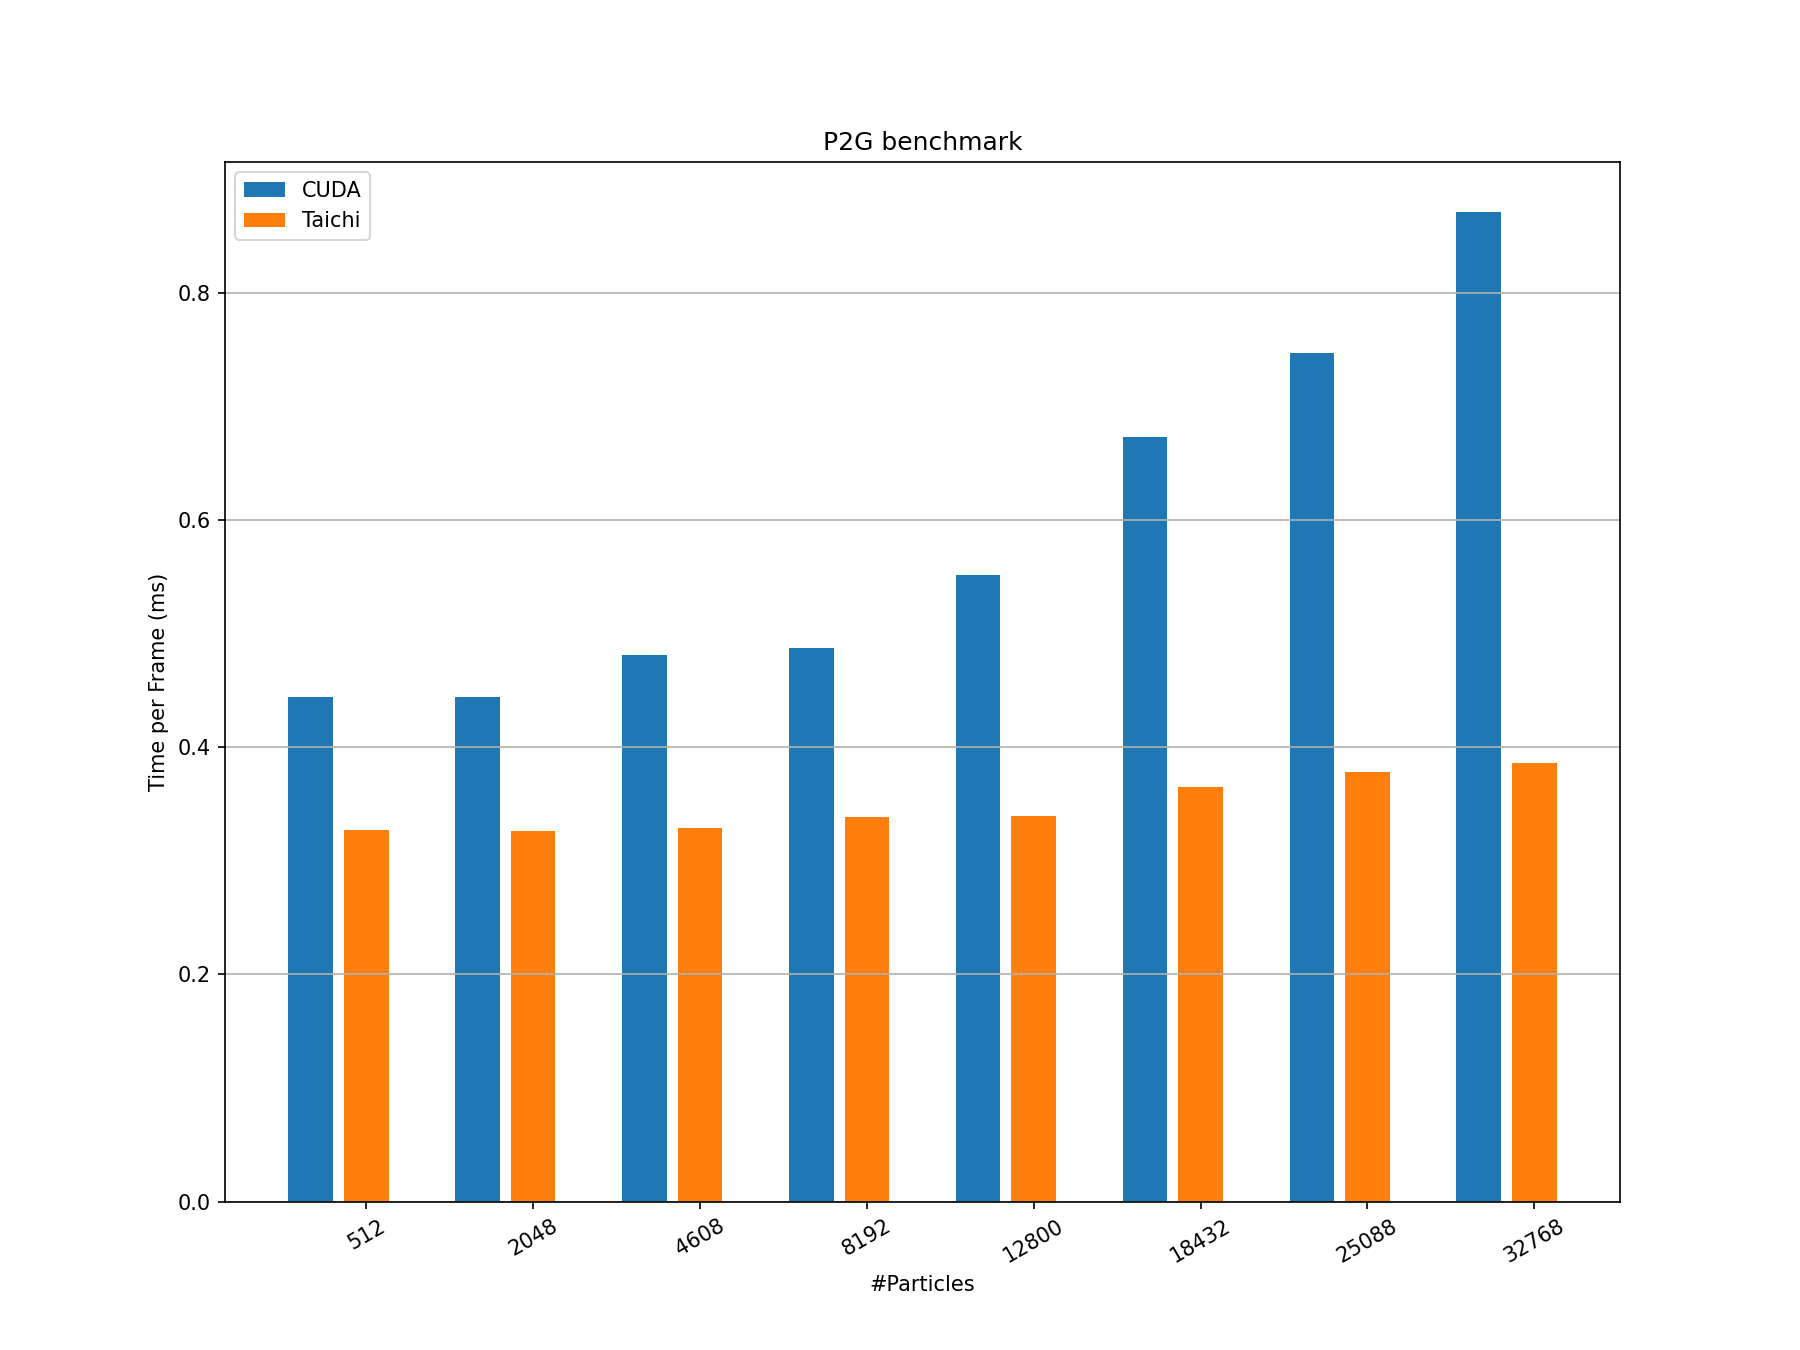 P2G benchmark
CUDA
Taichi
Time per Frame (ms)
0.8
0.6
0.4
0.2
0.0
512 2048 4608 8192 12800 18432 25088 32768
#Particles